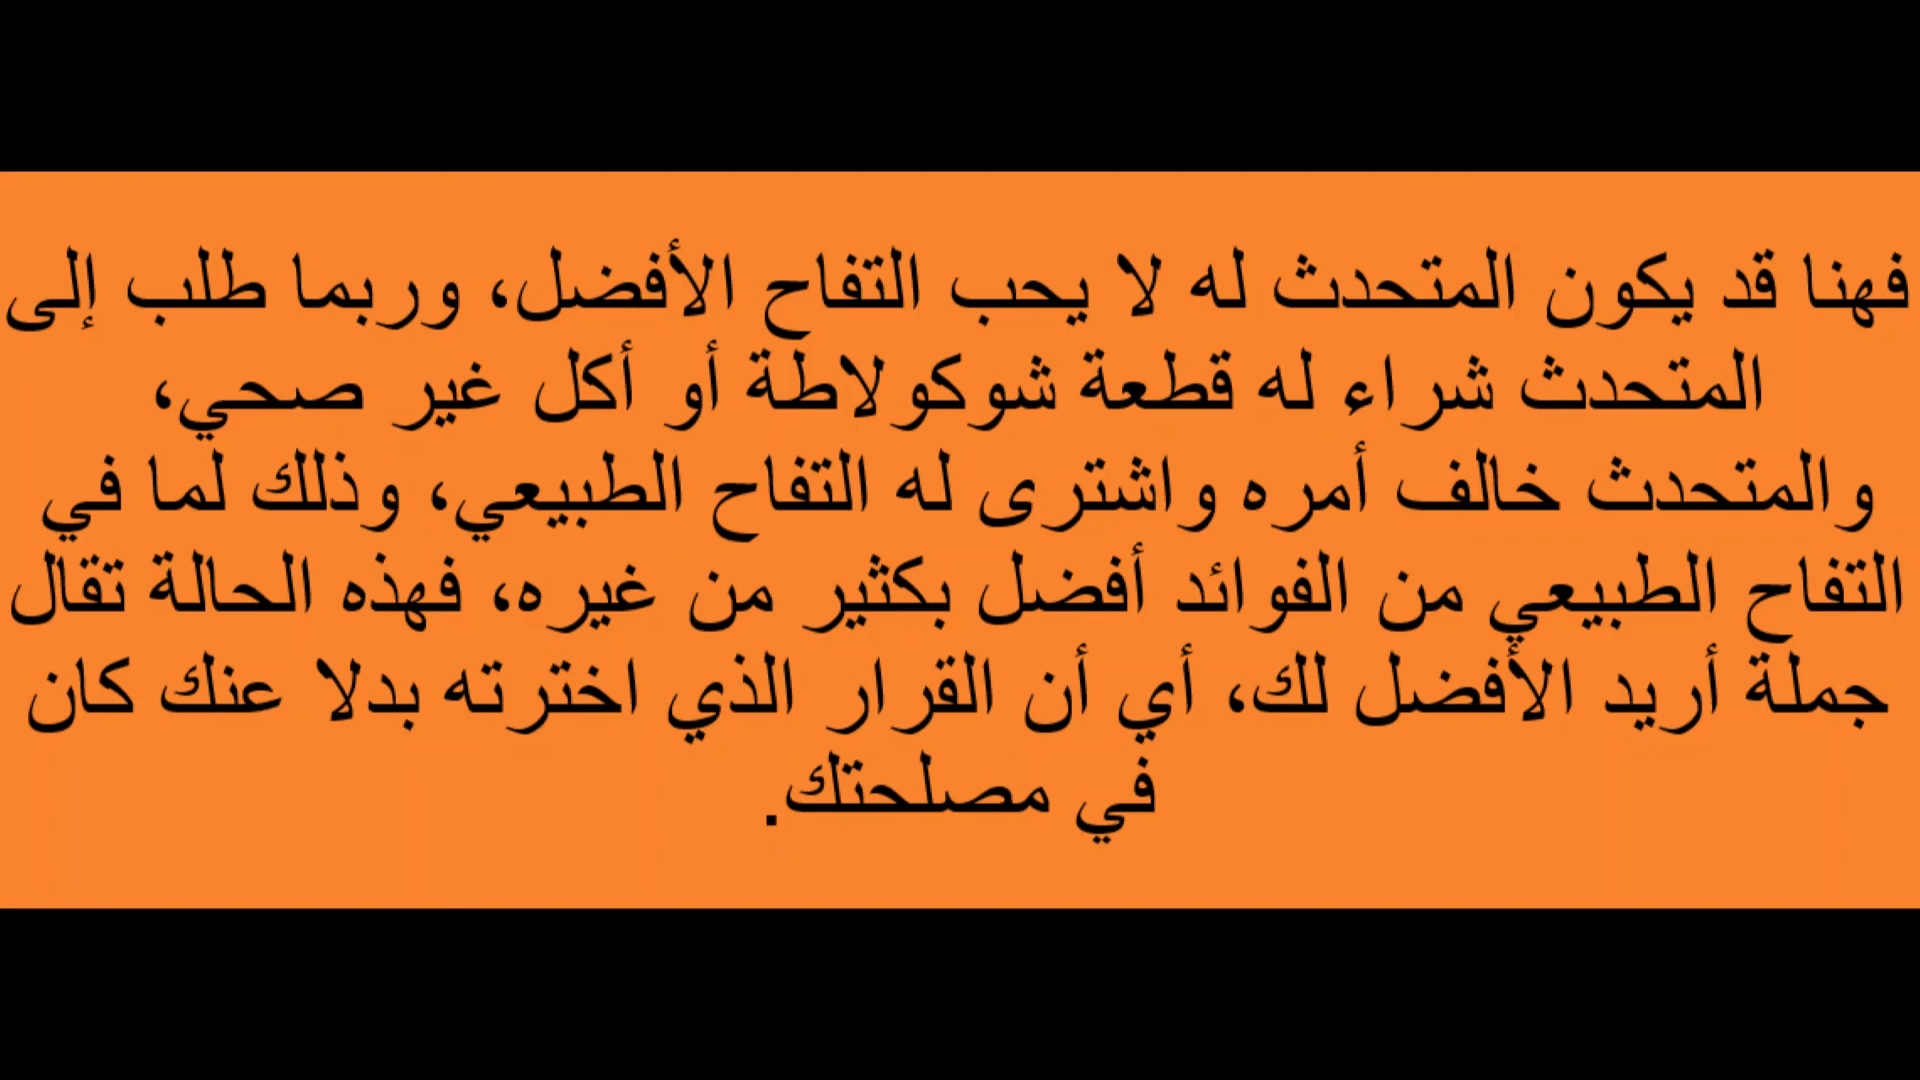 فهنا قد يكون المتحدث له لا يحب التفاح الأفضل، وربما طلب إلى
المتحدث شراء له قطعة شوكولاطة أو أكل غير صحي،
والمتحدث خالف أمره واشترى له التفاح الطبيعي، وذلك لما في
التفاح الطبيعي من الفوائد أفضل بكثير من غيره، فهذه الحالة تقال
جملة أريد الأفضل لك، أي أن القرار الذي اخترته بدلا عنك كان
في مصلحتك.